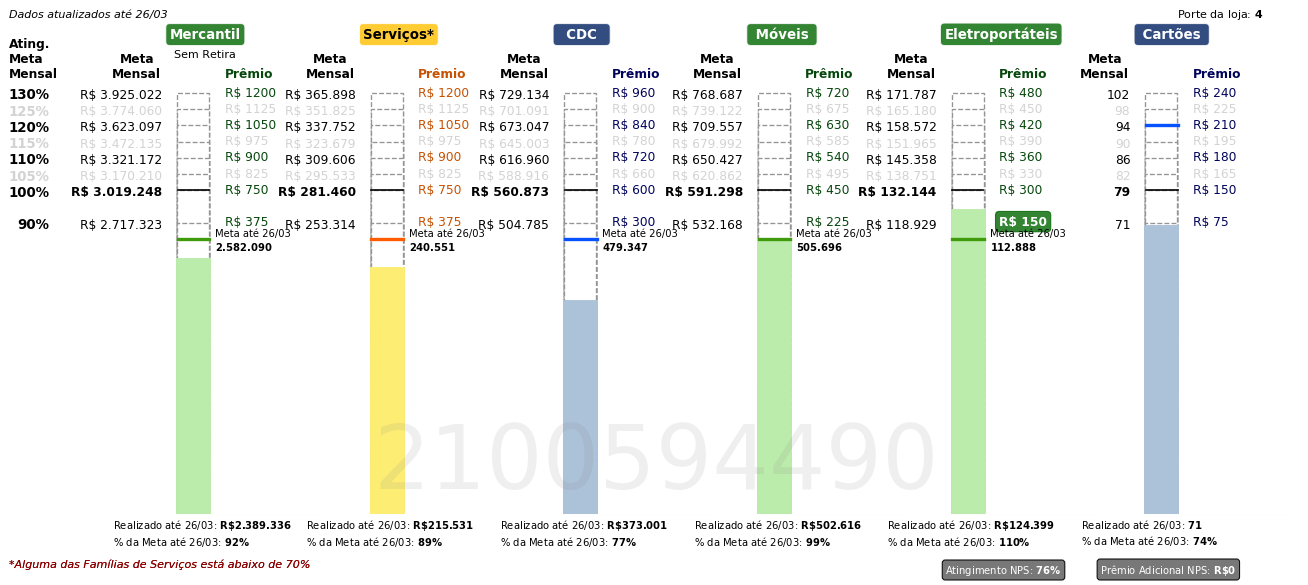 Dados atualizados até 26/03 Porte da loja: 4
Mercantil Serviços* CDC Móveis Eletroportáteis Cartões
Sem Retira
Ating. Meta Mensal Meta Mensal Prêmio Meta Mensal Prêmio Meta Mensal Prêmio Meta Mensal Prêmio Meta Mensal Prêmio Meta Mensal Prêmio
130% R$ 3.925.022 R$ 1200 R$ 365.898 R$ 1200 R$ 729.134 R$ 960 R$ 768.687 R$ 720 R$ 171.787 R$ 480 102 R$ 240
125% R$ 3.774.060 R$ 1125 R$ 351.825 R$ 1125 R$ 701.091 R$ 900 R$ 739.122 R$ 675 R$ 165.180 R$ 450 98 R$ 225
120% R$ 3.623.097 R$ 1050 R$ 337.752 R$ 1050 R$ 673.047 R$ 840 R$ 709.557 R$ 630 R$ 158.572 R$ 420 94 R$ 210
115% R$ 3.472.135 R$ 975 R$ 323.679 R$ 975 R$ 645.003 R$ 780 R$ 679.992 R$ 585 R$ 151.965 R$ 390 90 R$ 195
110% R$ 3.321.172 R$ 900 R$ 309.606 R$ 900 R$ 616.960 R$ 720 R$ 650.427 R$ 540 R$ 145.358 R$ 360 86 R$ 180
105% R$ 3.170.210 R$ 825 R$ 295.533 R$ 825 R$ 588.916 R$ 660 R$ 620.862 R$ 495 R$ 138.751 R$ 330 82 R$ 165
100% R$ 3.019.248 R$ 750 R$ 281.460 R$ 750 R$ 560.873 R$ 600 R$ 591.298 R$ 450 R$ 132.144 R$ 300 79 R$ 150
90% R$ 2.717.323 R$ 375 R$ 253.314 R$ 375 R$ 504.785 R$ 300 R$ 532.168 R$ 225 R$ 118.929 R$ 150 71 R$ 75
Meta até 26/03 Meta até 26/03 Meta até 26/03 Meta até 26/03 Meta até 26/03
2.582.090 240.551 479.347 505.696 112.888
2100594490
Realizado até 26/03: R$2.389.336 Realizado até 26/03: R$215.531 Realizado até 26/03: R$373.001 Realizado até 26/03: R$502.616 Realizado até 26/03: R$124.399 Realizado até 26/03: 71
% da Meta até 26/03: 92% % da Meta até 26/03: 89% % da Meta até 26/03: 77% % da Meta até 26/03: 99% % da Meta até 26/03: 110% % da Meta até 26/03: 74%
*Alguma das Famílias de Serviços está abaixo de 70% Atingimento NPS: 76% Prêmio Adicional NPS: R$0